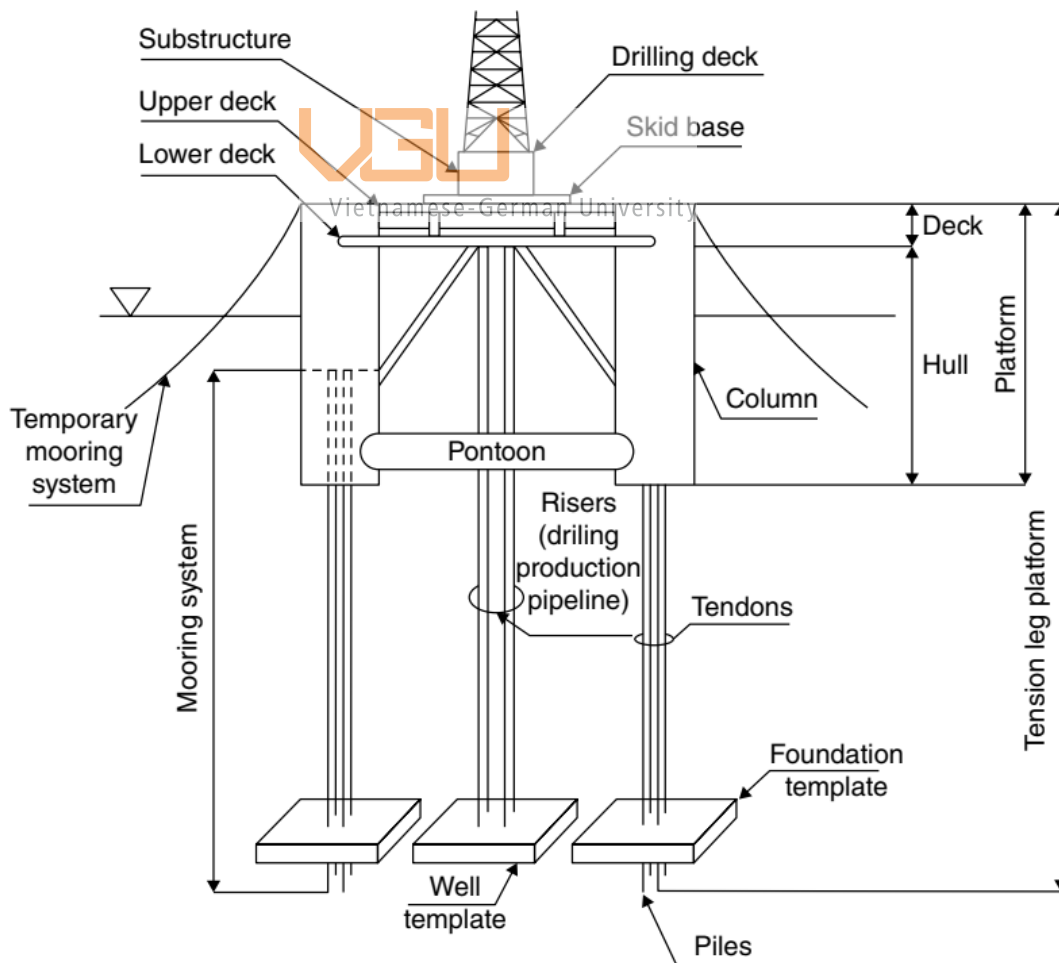 Substructure
Drilling deck
Upper deck
Skid base
Lower deck
VGU
Vietnamese-German University
Deck
Hull
Platform
Temporary
mooring
system
Column
Pontoon
Risers
(driling
production
pipeline)
Mooring system
Tendons
Tension leg platform
Foundation
template
Well
template
Piles